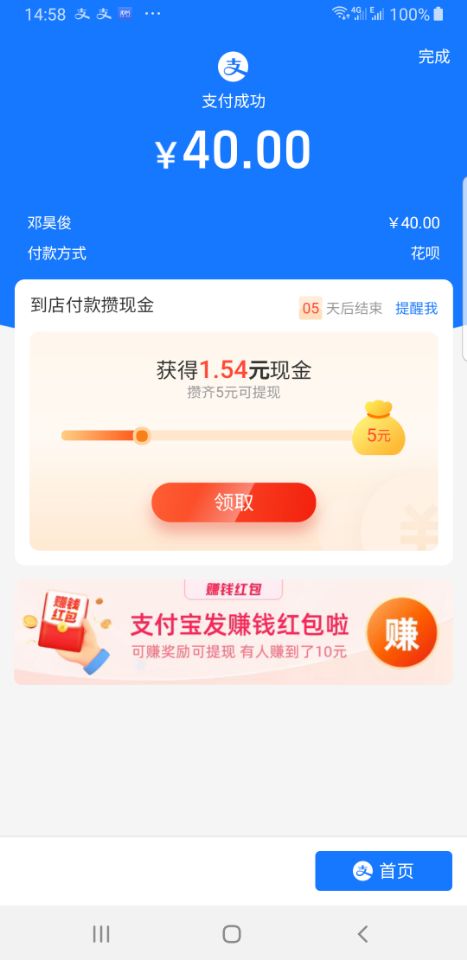 14:58 支 支 ... 4G E 100%
完成
支
支付成功
¥40.00
邓昊俊 ¥40.00
付款方式 花呗
到店付款攒现金 05 天后结束 提醒我
获得1.54元现金
攒齐5元可提现
5元
领取
¥
赚钱红包
赚钱
红包
支付宝发赚钱红包啦
可赚奖励可提现 有人赚到了10元
赚
支 首页